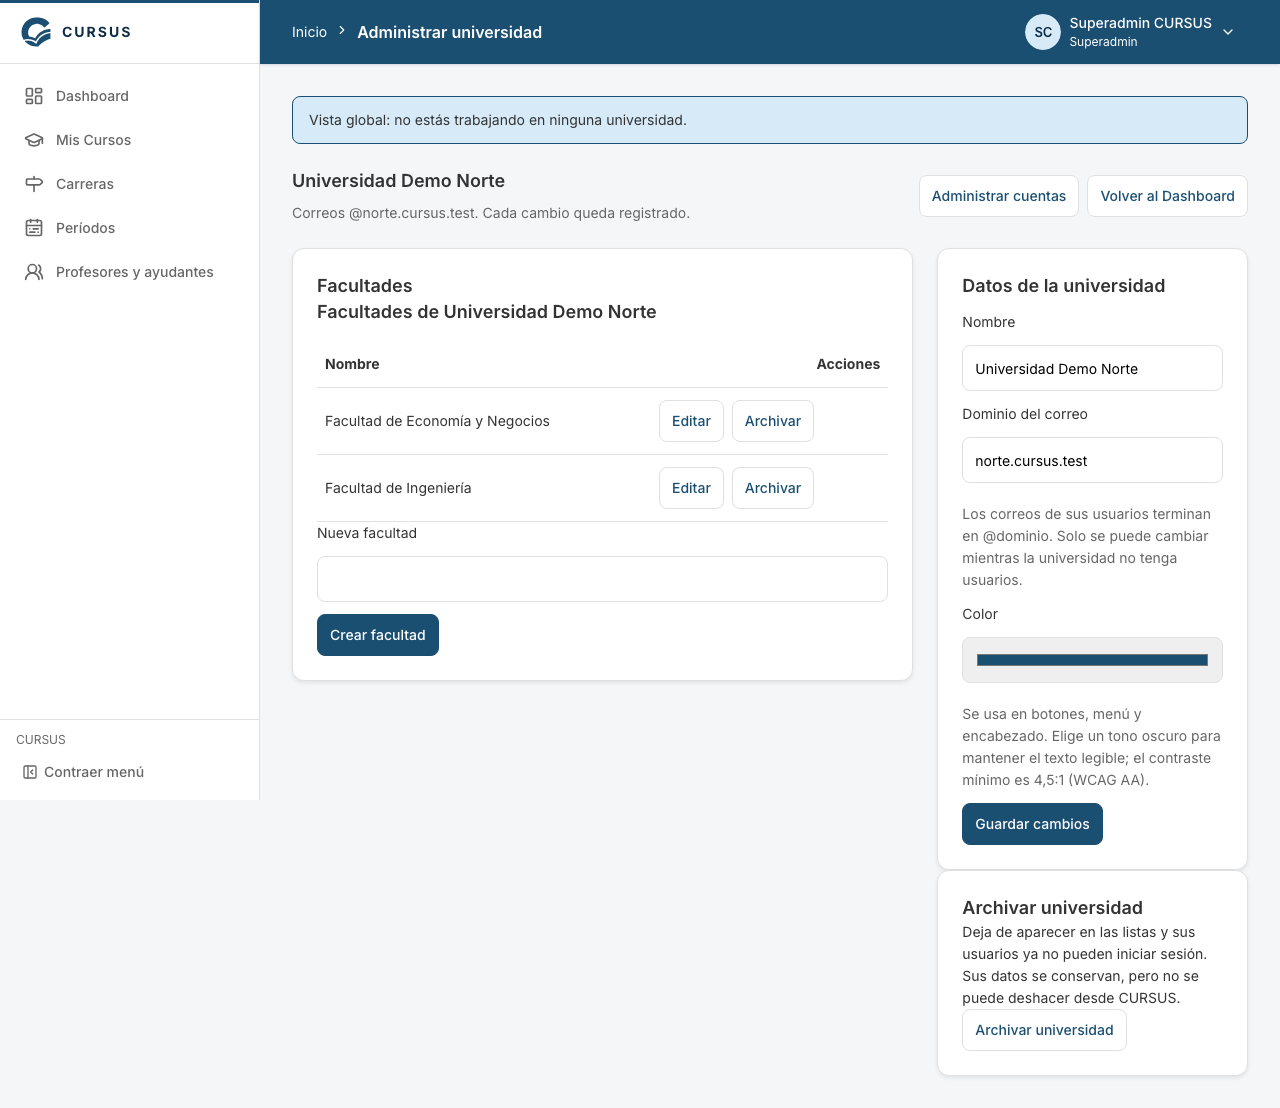 CURSUS
Dashboard
Mis Cursos
Carreras
Períodos
Profesores y ayudantes
CURSUS
Contraer menú
Inicio > Administrar universidad
SC
Superadmin CURSUS
Superadmin
Vista global: no estás trabajando en ninguna universidad.
Universidad Demo Norte
Correos @norte.cursus.test. Cada cambio queda registrado.
Administrar cuentas
Volver al Dashboard
Facultades
Facultades de Universidad Demo Norte
Nombre Acciones
Facultad de Economía y Negocios Editar Archivar
Facultad de Ingeniería Editar Archivar
Nueva facultad
Crear facultad
Datos de la universidad
Nombre
Universidad Demo Norte
Dominio del correo
norte.cursus.test
Los correos de sus usuarios terminan
en @dominio. Solo se puede cambiar
mientras la universidad no tenga
usuarios.
Color
Se usa en botones, menú y
encabezado. Elige un tono oscuro para
mantener el texto legible; el contraste
mínimo es 4,5:1 (WCAG AA).
Guardar cambios
Archivar universidad
Deja de aparecer en las listas y sus
usuarios ya no pueden iniciar sesión.
Sus datos se conservan, pero no se
puede deshacer desde CURSUS.
Archivar universidad